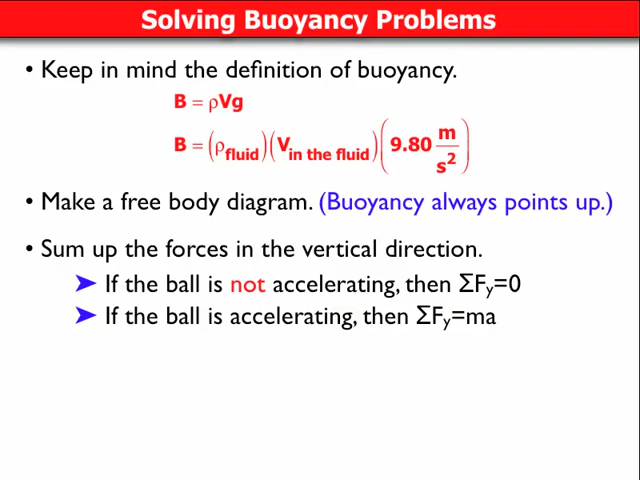 Solving Buoyancy Problems
• Keep in mind the definition of buoyancy.
B = ρVg
B = (ρfluid)(Vin the fluid)(9.80 m/s²)
• Make a free body diagram. (Buoyancy always points up.)
• Sum up the forces in the vertical direction.
➤ If the ball is not accelerating, then ΣFy=0
➤ If the ball is accelerating, then ΣFy=ma